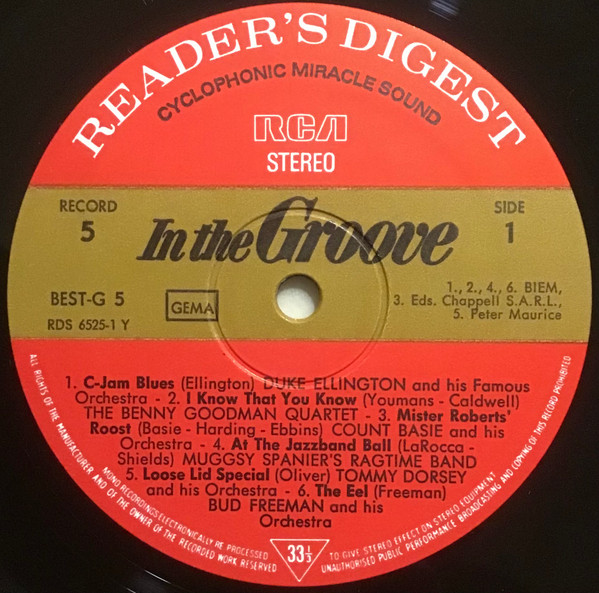 READER'S DIGEST
CYCLOPHONIC MIRACLE SOUND
RCA
STEREO
RECORD
5
In the Groove
SIDE
1
BEST-G 5
GEMA
RDS 6525-1 Y
1., 2., 4., 6. BIEM,
3. Eds. Chappell S.A.R.L.,
5. Peter Maurice
1. C-Jam Blues (Ellington) DUKE ELLINGTON and his Famous
Orchestra - 2. I Know That You Know (Youmans - Caldwell)
THE BENNY GOODMAN QUARTET - 3. Mister Roberts'
Roost (Basie - Harding - Ebbins) COUNT BASIE and his
Orchestra - 4. At The Jazzband Ball (LaRocca -
Shields) MUGGSY SPANIER'S RAGTIME BAND
5. Loose Lid Special (Oliver) TOMMY DORSEY
and his Orchestra - 6. The Eel (Freeman)
BUD FREEMAN and his
Orchestra
ALL RIGHTS OF THE MANUFACTURER AND OF THE OWNER OF THE RECORDED WORK RESERVED
UNAUTHORISED PUBLIC PERFORMANCE BROADCASTING AND COPYING OF THIS RECORD PROHIBITED
MONO RECORDINGS ELECTRONICALLY RE PROCESSED
TO GIVE STEREO EFFECT ON STEREO EQUIPMENT
33⅓